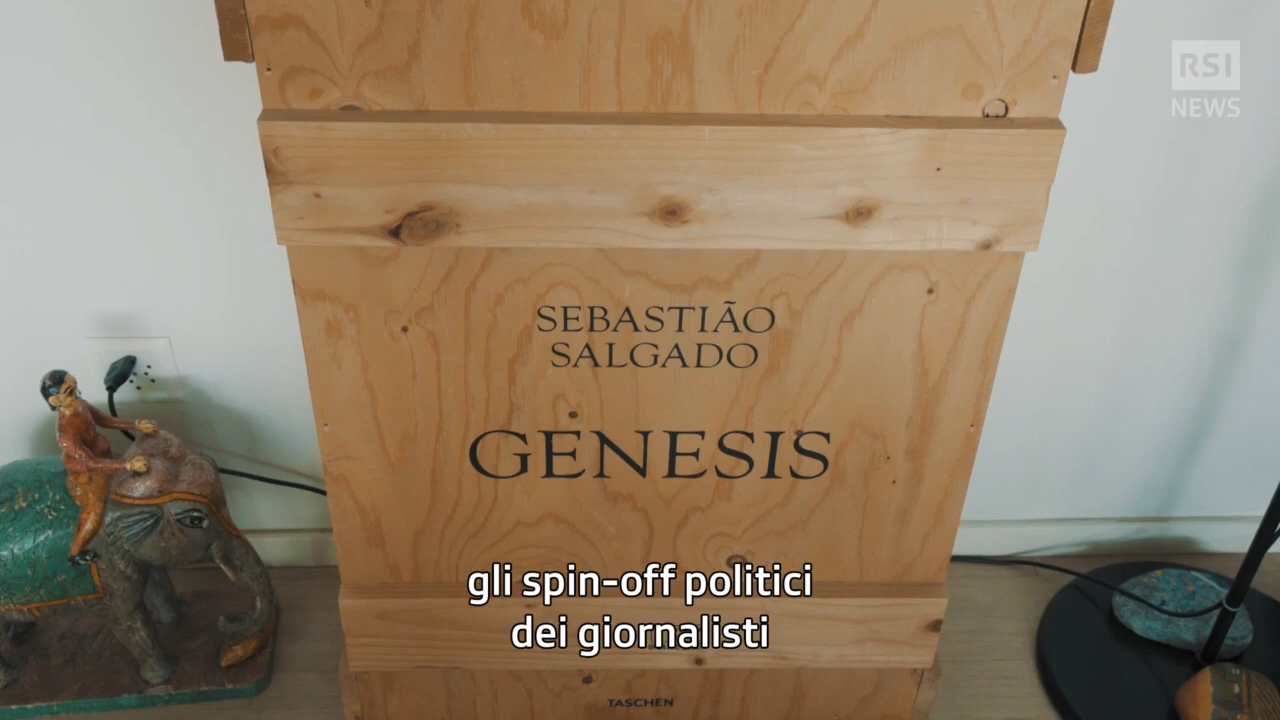 RSI
NEWS
SEBASTIÃO
SALGADO
GENESIS
gli spin-off politici
dei giornalisti
TASCHEN